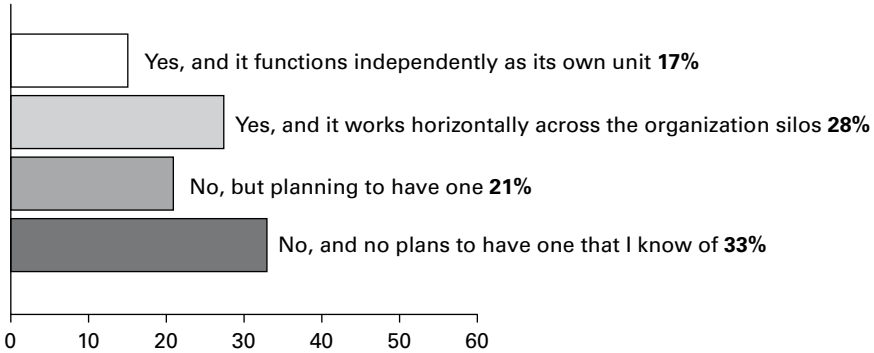 Yes, and it functions independently as its own unit 17%
Yes, and it works horizontally across the organization silos 28%
No, but planning to have one 21%
No, and no plans to have one that I know of 33%
0 10 20 30 40 50 60